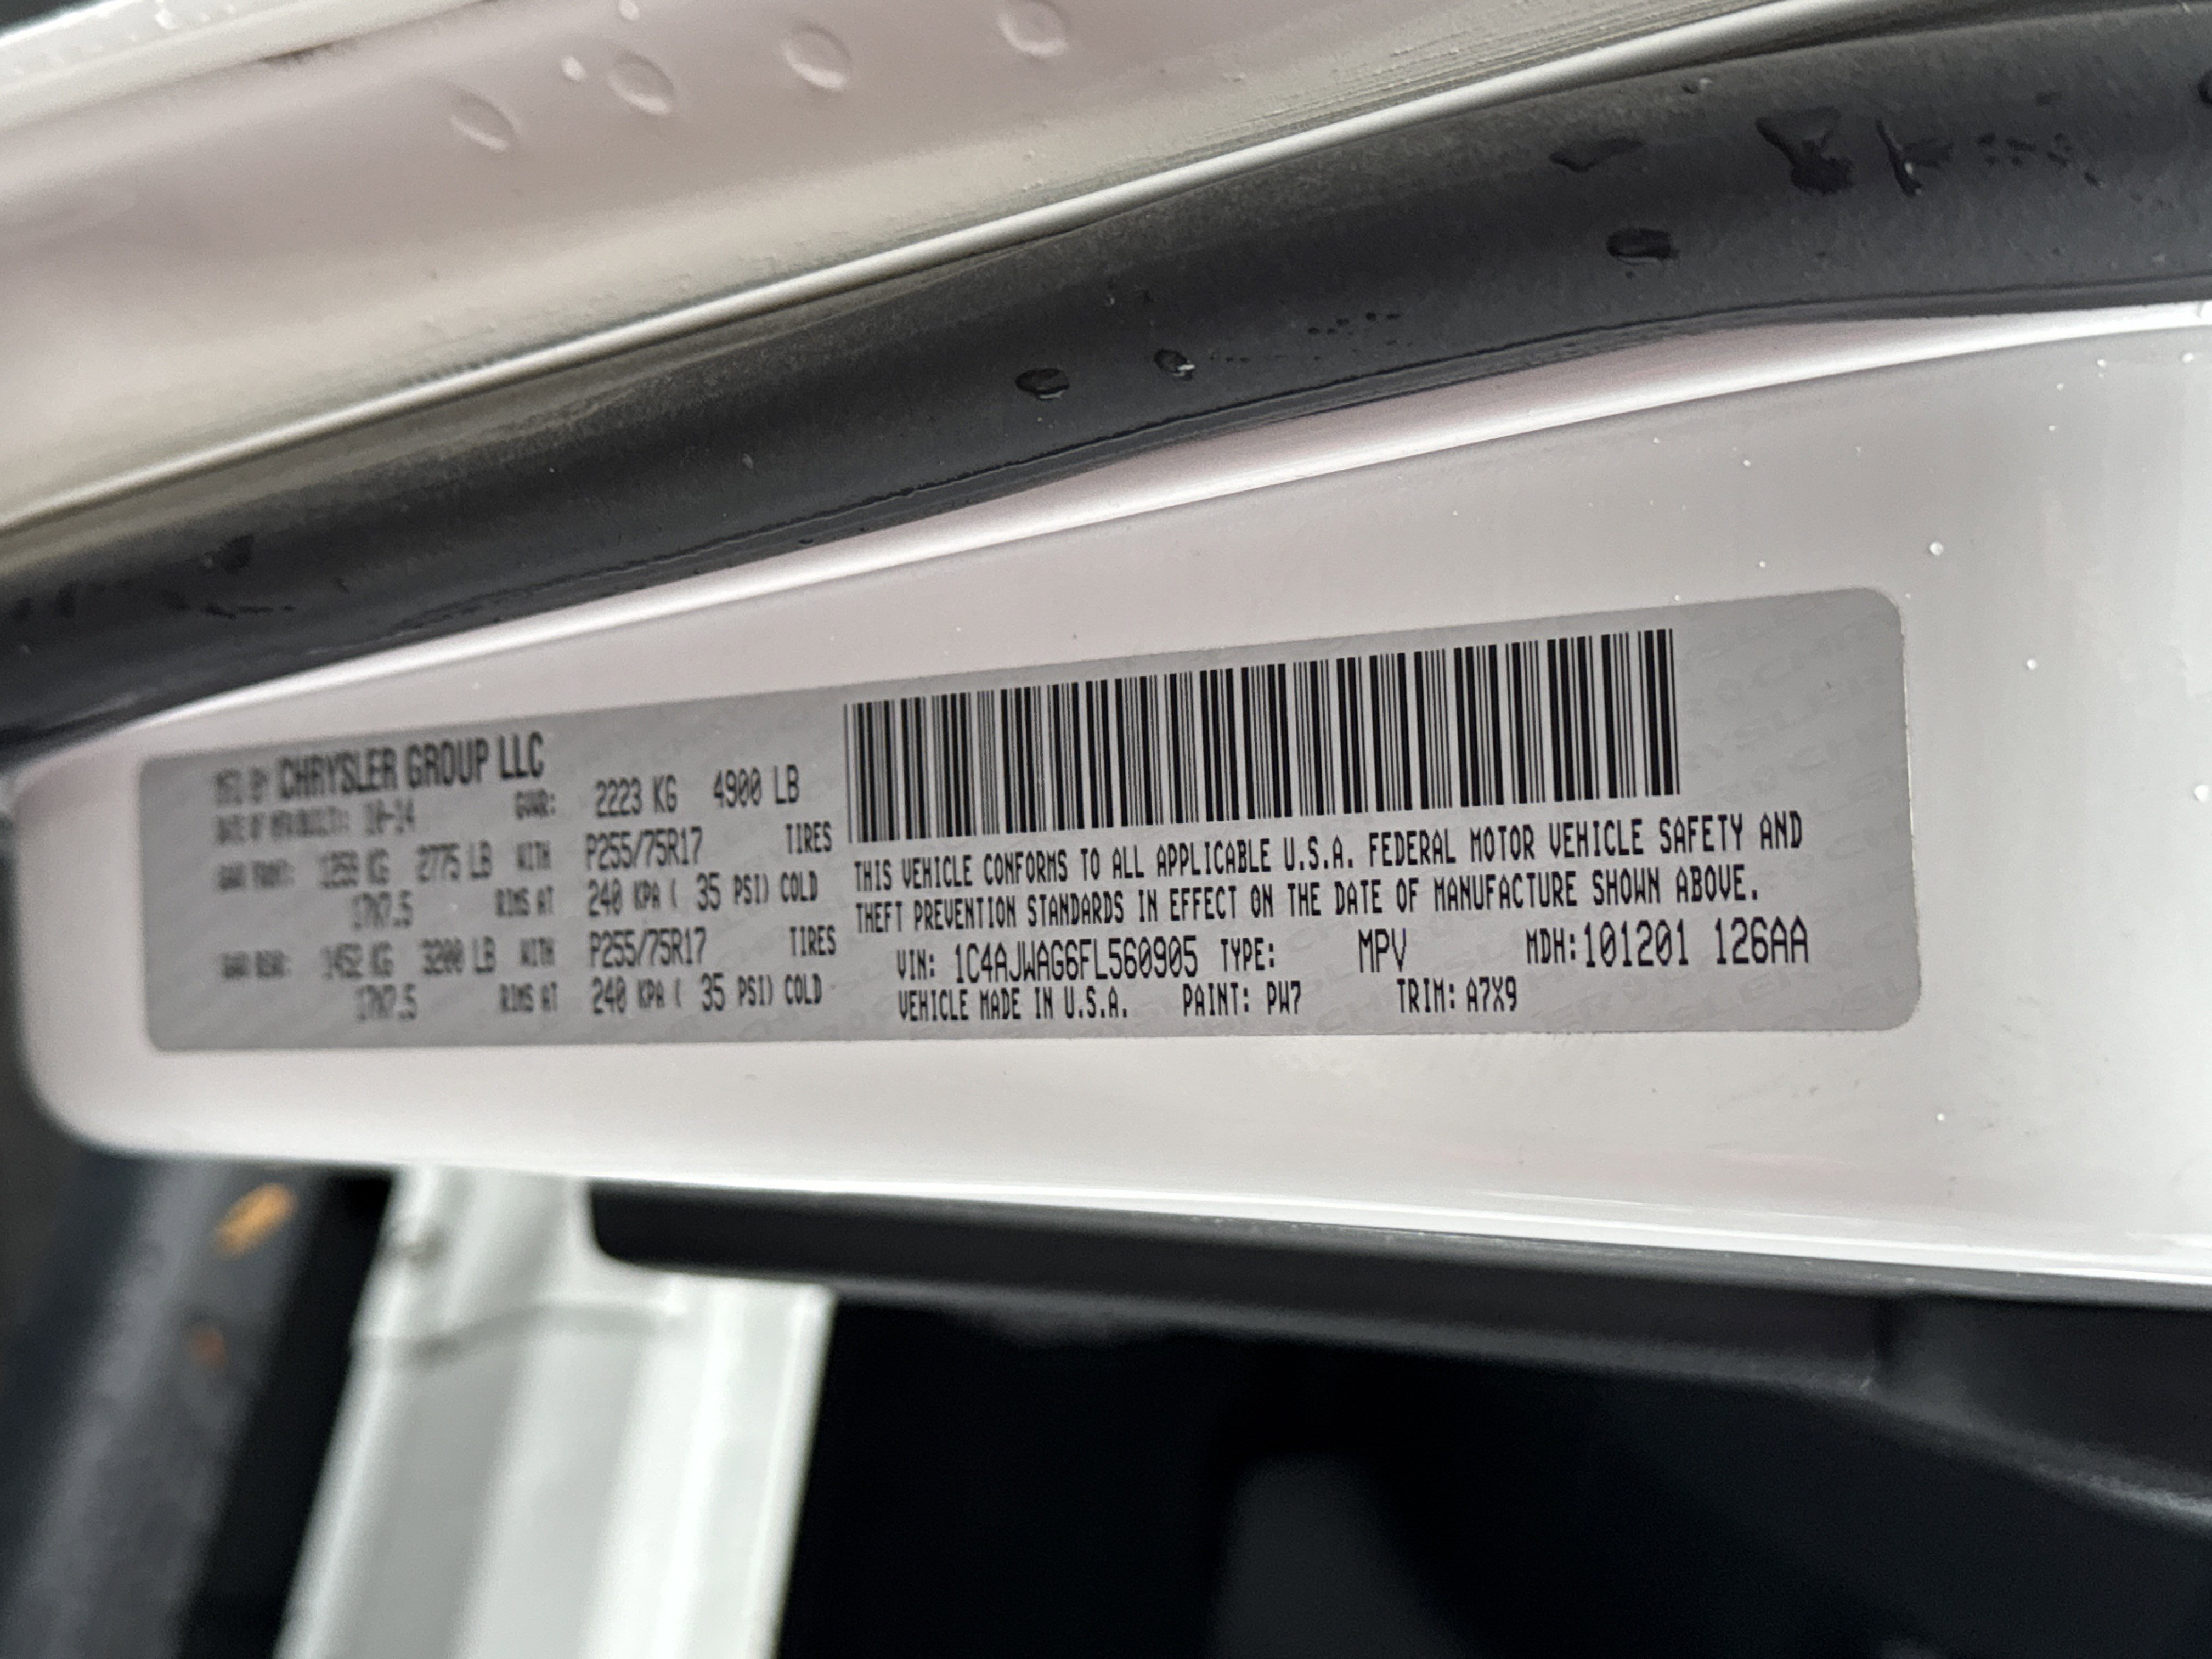 MFD BY CHRYSLER GROUP LLC
DATE OF MFR(BUILT): 10-14 GVWR: 2223 KG 4900 LB
GAWR FRONT: 1259 KG 2775 LB WITH P255/75R17 TIRES
17X7.5 RIMS AT 240 KPA ( 35 PSI) COLD
GAWR REAR: 1452 KG 3200 LB WITH P255/75R17 TIRES
17X7.5 RIMS AT 240 KPA ( 35 PSI) COLD
THIS VEHICLE CONFORMS TO ALL APPLICABLE U.S.A. FEDERAL MOTOR VEHICLE SAFETY AND
THEFT PREVENTION STANDARDS IN EFFECT ON THE DATE OF MANUFACTURE SHOWN ABOVE.
VIN: 1C4AJWAG6FL560905 TYPE: MPV MDH:101201 126AA
VEHICLE MADE IN U.S.A. PAINT: PW7 TRIM: A7X9